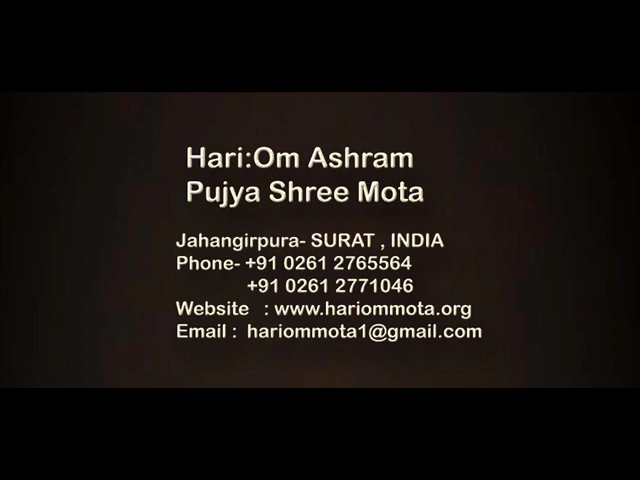 Hari:Om Ashram
Pujya Shree Mota
Jahangirpura- SURAT , INDIA
Phone- +91 0261 2765564
+91 0261 2771046
Website : www.hariommota.org
Email : hariommota1@gmail.com